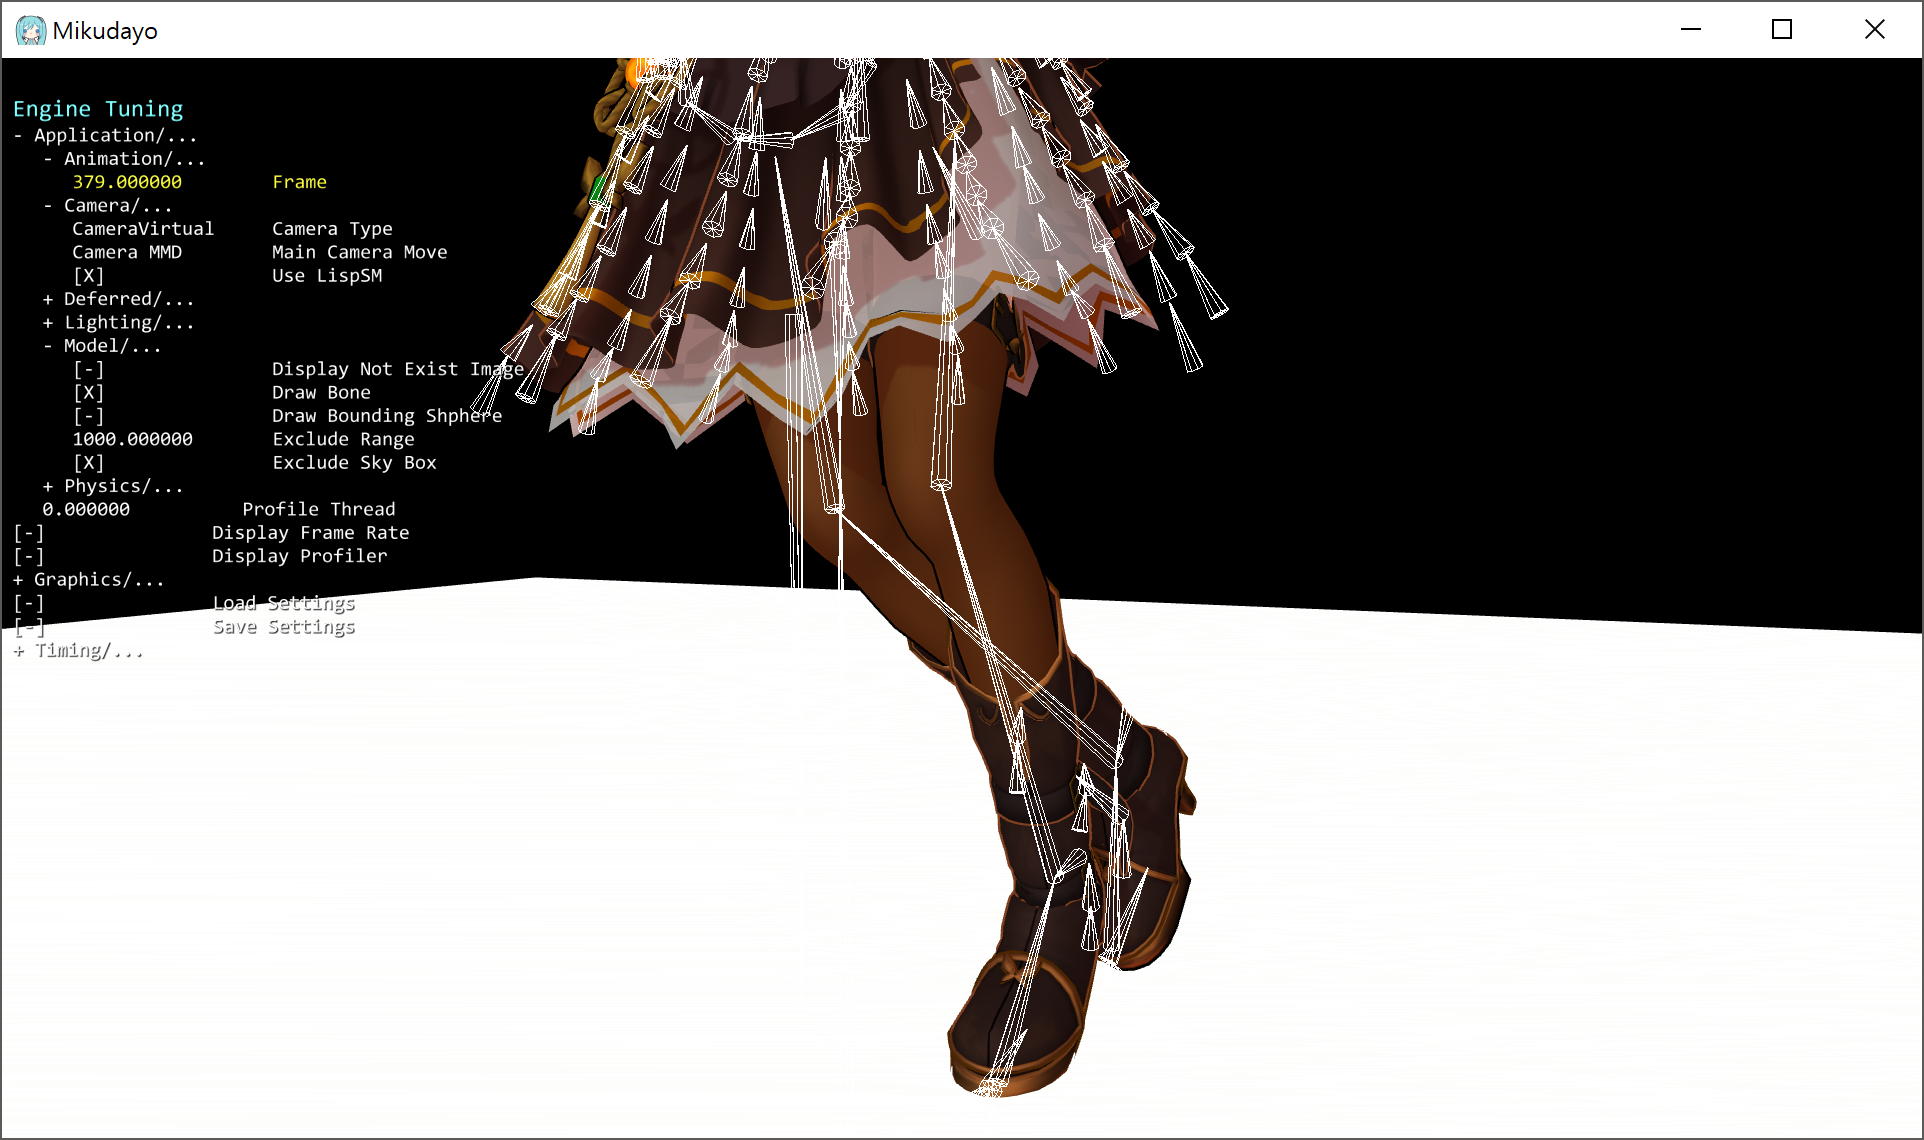 Mikudayo
Engine Tuning
- Application/...
- Animation/...
379.000000 Frame
- Camera/...
CameraVirtual Camera Type
Camera MMD Main Camera Move
[X] Use LispSM
+ Deferred/...
+ Lighting/...
- Model/...
[-] Display Not Exist Image
[X] Draw Bone
[-] Draw Bounding Shphere
1000.000000 Exclude Range
[X] Exclude Sky Box
+ Physics/...
0.000000 Profile Thread
[-] Display Frame Rate
[-] Display Profiler
+ Graphics/...
[-] Load Settings
[-] Save Settings
+ Timing/...